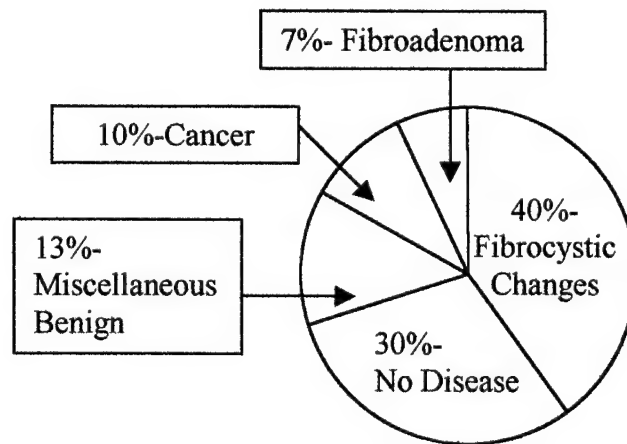 7%- Fibroadenoma
10%-Cancer
40%-
Fibrocystic
Changes
13%-
Miscellaneous
Benign
30%-
No Disease